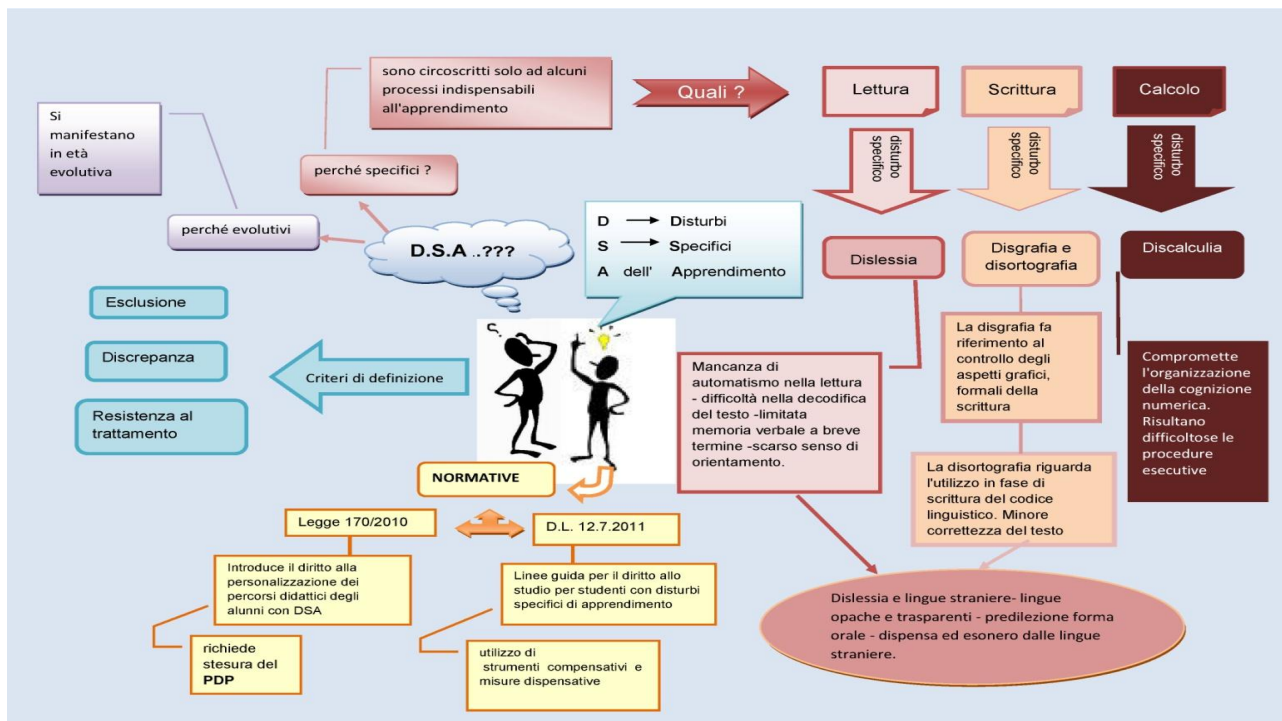 sono circoscritti solo ad alcuni
processi indispensabili
all'apprendimento
Quali ?
Lettura
Scrittura
Calcolo
Si
manifestano
in età
evolutiva
disturbo
specifico
disturbo
specifico
disturbo
specifico
perché specifici ?
perché evolutivi
D.S.A ..???
D Disturbi
S Specifici
A dell' Apprendimento
Dislessia
Disgrafia e
disortografia
Discalculia
Esclusione
Discrepanza
Resistenza al
trattamento
Criteri di definizione
Mancanza di
automatismo nella lettura
- difficoltà nella decodifica
del testo -limitata
memoria verbale a breve
termine -scarso senso di
orientamento.
La disgrafia fa
riferimento al
controllo degli
aspetti grafici,
formali della
scrittura
Compromette
l'organizzazione
della cognizione
numerica.
Risultano
difficoltose le
procedure
esecutive
La disortografia riguarda
l'utilizzo in fase di
scrittura del codice
linguistico. Minore
correttezza del testo
NORMATIVE
Legge 170/2010
D.L. 12.7.2011
Introduce il diritto alla
personalizzazione dei
percorsi didattici degli
alunni con DSA
Linee guida per il diritto allo
studio per studenti con disturbi
specifici di apprendimento
richiede
stesura del
PDP
utilizzo di
strumenti compensativi e
misure dispensative
Dislessia e lingue straniere- lingue
opache e trasparenti - predilezione forma
orale - dispensa ed esonero dalle lingue
straniere.